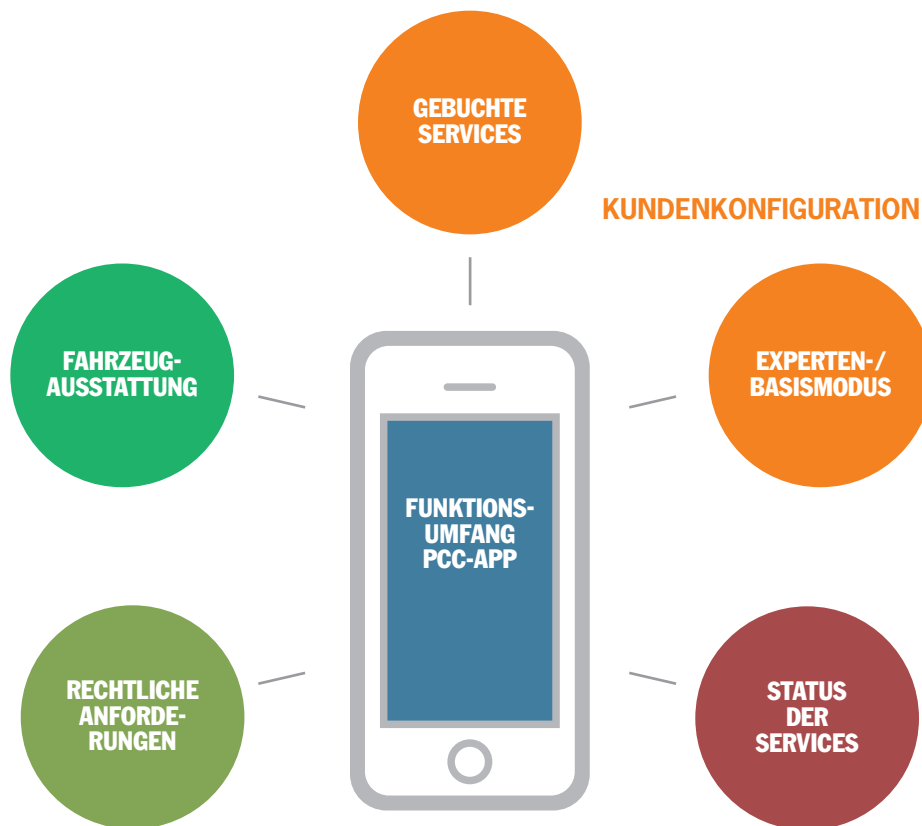 GEBUCHTE
SERVICES
KUNDENKONFIGURATION
FAHRZEUG-
AUSSTATTUNG
EXPERTEN-/
BASISMODUS
FUNKTIONS-
UMFANG
PCC-APP
RECHTLICHE
ANFORDE-
RUNGEN
STATUS
DER
SERVICES